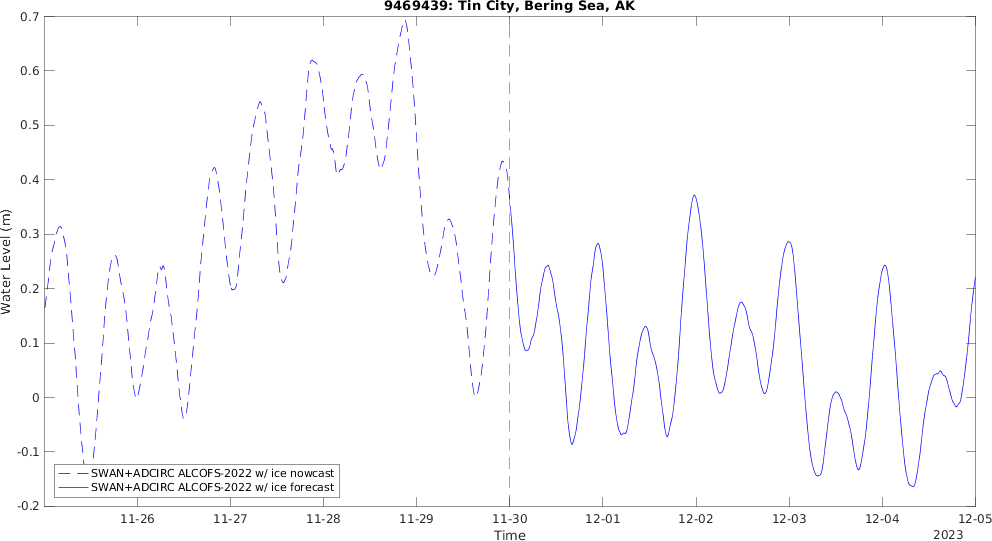 9469439: Tin City, Bering Sea, AK
0.7
0.6
0.5
0.4
0.3
0.2
0.1
0
-0.1
-0.2
Water Level (m)
SWAN+ADCIRC ALCOFS-2022 w/ ice nowcast
SWAN+ADCIRC ALCOFS-2022 w/ ice forecast
11-26 11-27 11-28 11-29 11-30 12-01 12-02 12-03 12-04 12-05
Time
2023